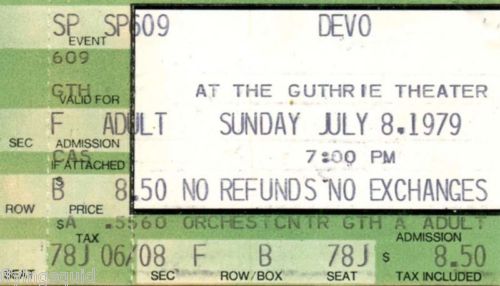 SP SP609 DEVO
EVENT
609
GTH AT THE GUTHRIE THEATER
VALID FOR
F ADULT SUNDAY JULY 8.1979
SEC ADMISSION
CAS 7:00 PM
IF ATTACHED
$
B 8.50 NO REFUNDS NO EXCHANGES
ROW PRICE
$A .5560 ORCHESTCNTR GTH A ADULT
TAX ADMISSION
78J 06/08 F B 78J $ 8.50
SEAT SEC ROW/BOX SEAT TAX INCLUDED